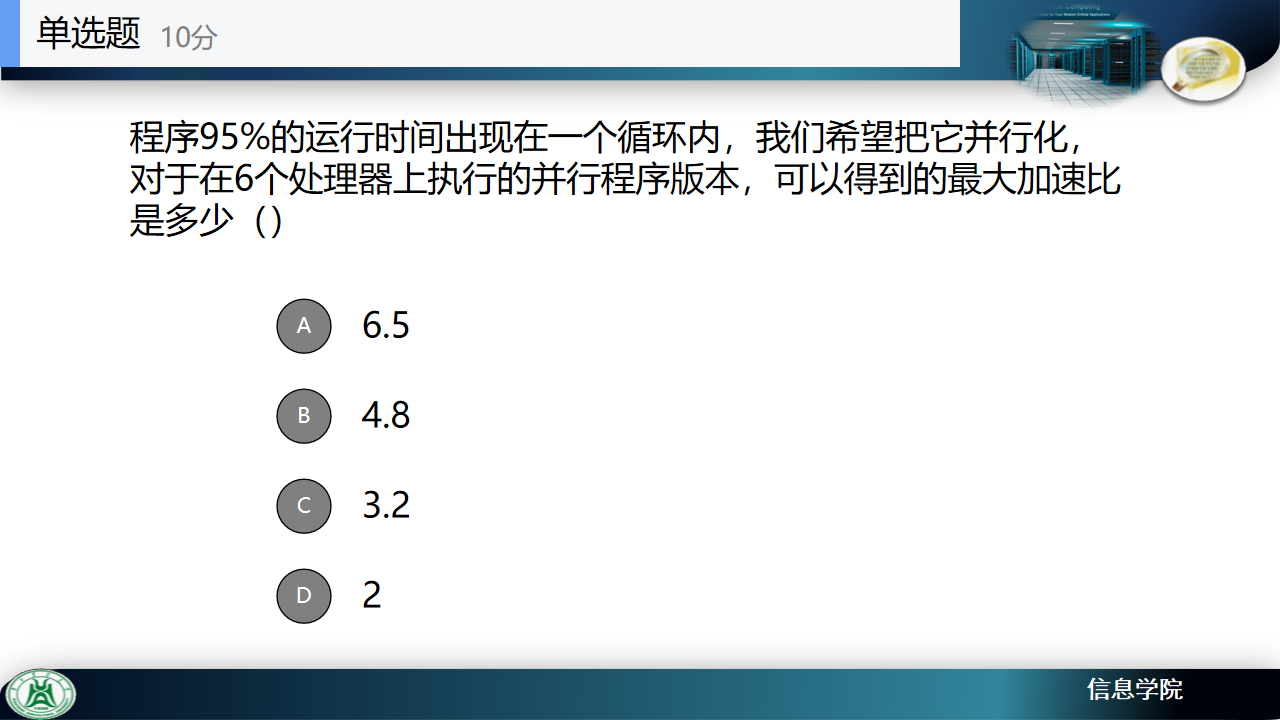 单选题 10分
程序95%的运行时间出现在一个循环内，我们希望把它并行化，
对于在6个处理器上执行的并行程序版本，可以得到的最大加速比
是多少（）
A 6.5
B 4.8
C 3.2
D 2
信息学院